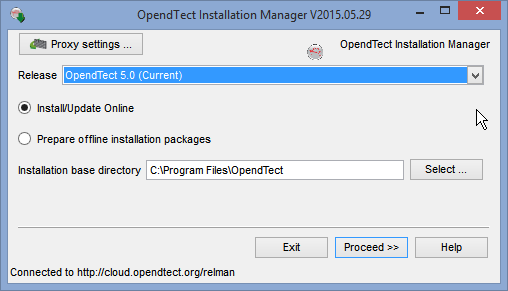 OpendTect Installation Manager V2015.05.29
Proxy settings ...
OpendTect Installation Manager
Release OpendTect 5.0 (Current)
Install/Update Online
Prepare offline installation packages
Installation base directory C:\Program Files\OpendTect Select ...
Exit Proceed >> Help
Connected to http://cloud.opendtect.org/relman